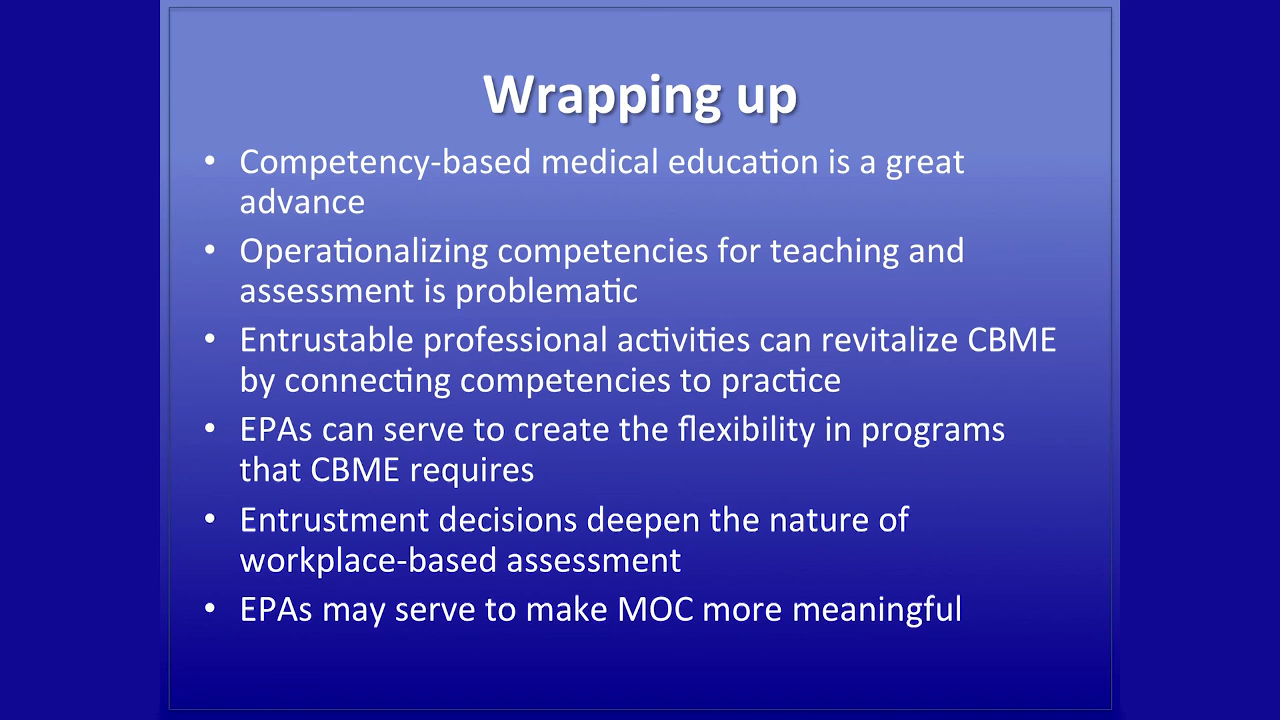 Wrapping up
• Competency-based medical education is a great
advance
• Operationalizing competencies for teaching and
assessment is problematic
• Entrustable professional activities can revitalize CBME
by connecting competencies to practice
• EPAs can serve to create the flexibility in programs
that CBME requires
• Entrustment decisions deepen the nature of
workplace-based assessment
• EPAs may serve to make MOC more meaningful